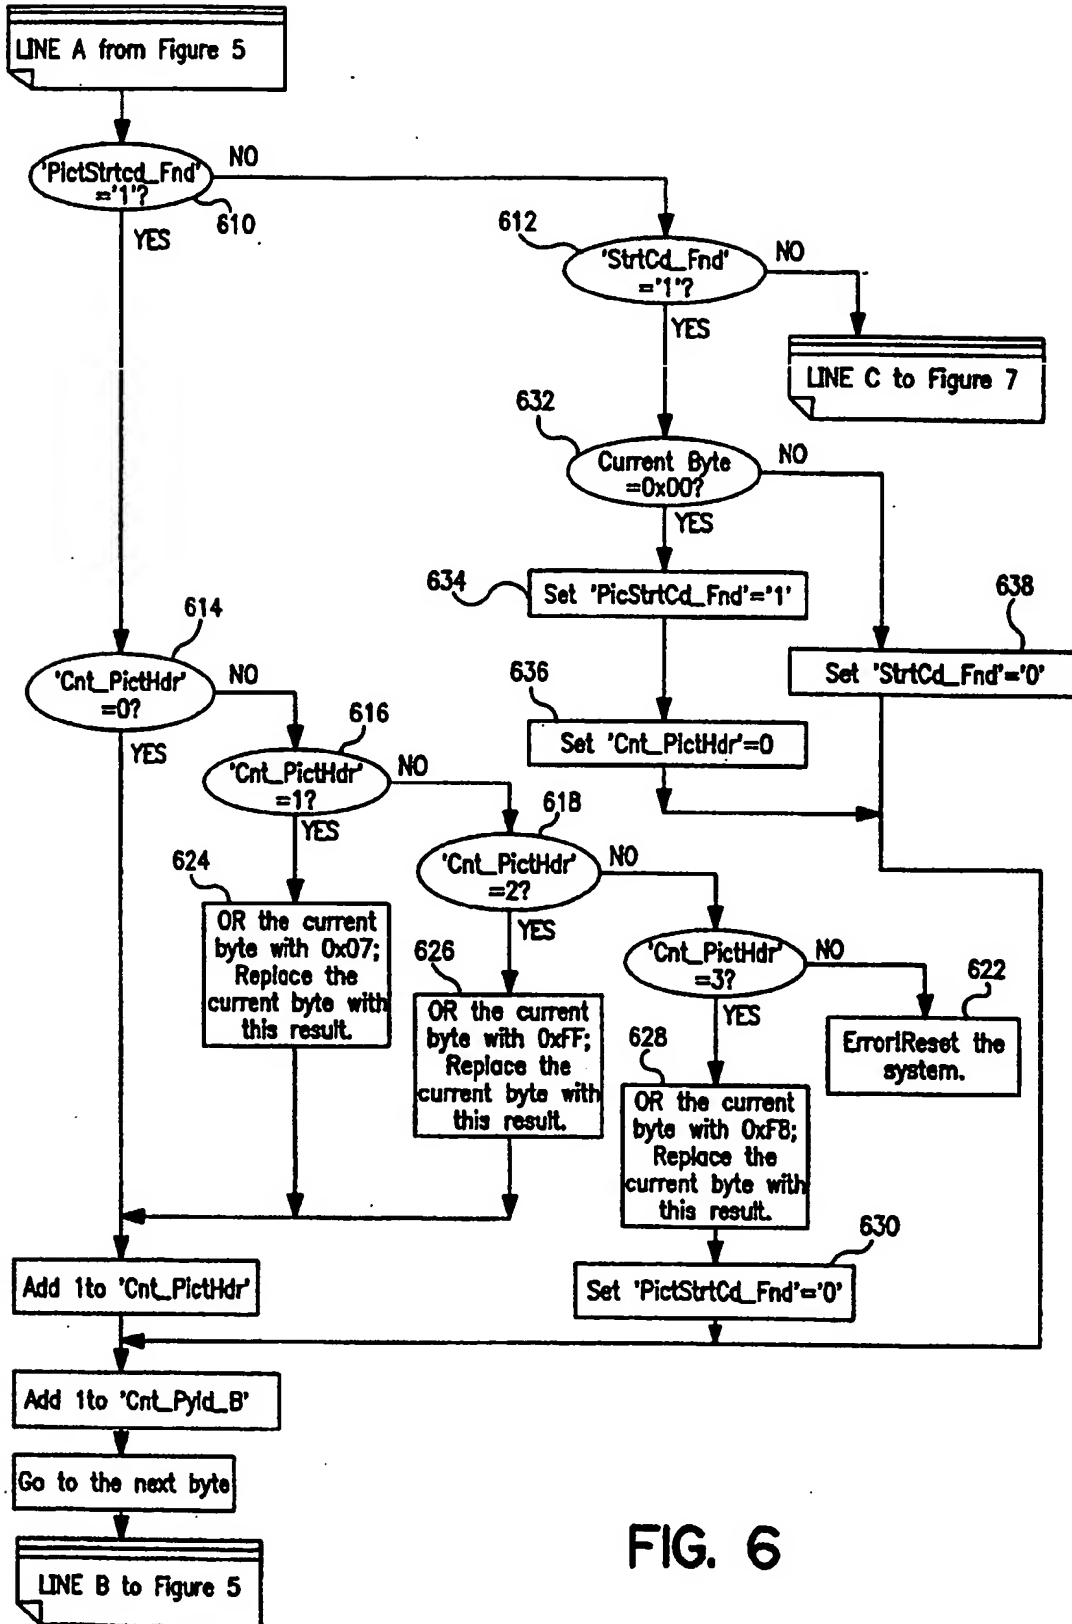 LINE A from Figure 5
'PictStrtcd_Fnd'
='1'?
NO
610
YES
612
'StrtCd_Fnd'
='1'?
NO
YES
LINE C to Figure 7
632
Current Byte
=0x00?
NO
YES
634
Set 'PicStrtCd_Fnd'='1'
638
Set 'StrtCd_Fnd'='0'
614
'Cnt_PictHdr'
=0?
NO
YES
636
Set 'Cnt_PictHdr'=0
616
'Cnt_PictHdr'
=1?
NO
YES
618
'Cnt_PictHdr'
=2?
NO
YES
624
OR the current
byte with 0x07;
Replace the
current byte with
this result.
626
OR the current
byte with 0xFF;
Replace the
current byte with
this result.
'Cnt_PictHdr'
=3?
NO
YES
622
Error!Reset the
system.
628
OR the current
byte with 0xF8;
Replace the
current byte with
this result.
630
Set 'PictStrtCd_Fnd'='0'
Add 1to 'Cnt_PictHdr'
Add 1to 'Cnt_Pyld_B'
Go to the next byte
LINE B to Figure 5
FIG. 6